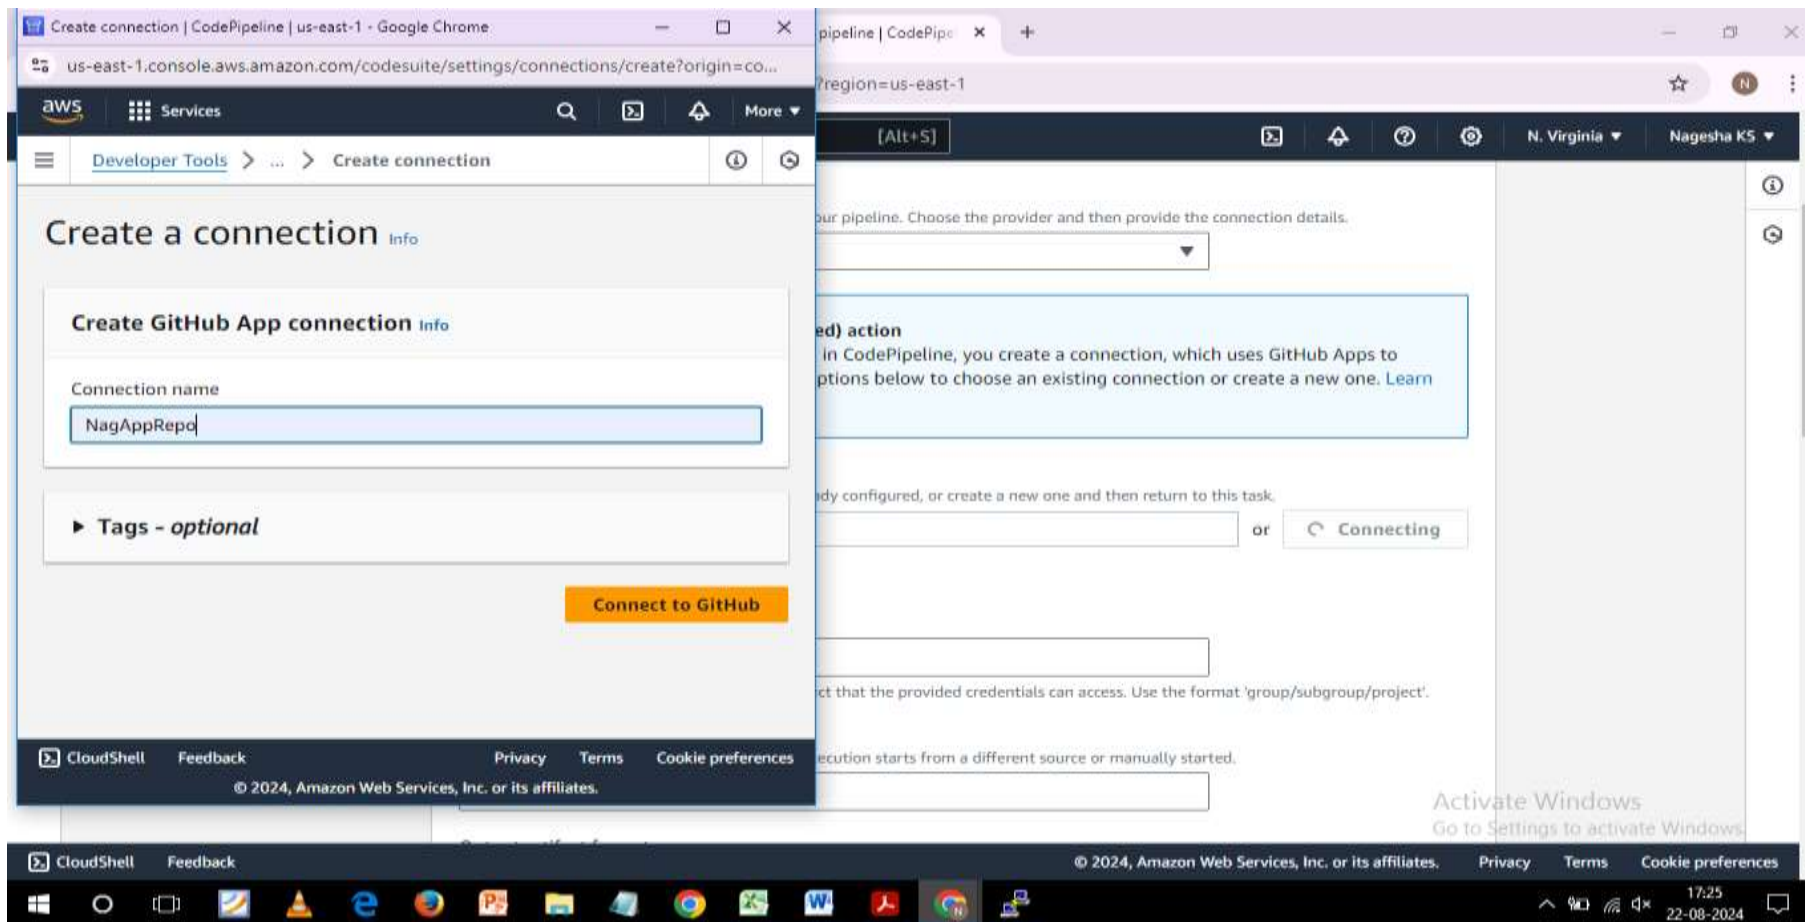 Create connection | CodePipeline | us-east-1 - Google Chrome
us-east-1.console.aws.amazon.com/codesuite/settings/connections/create?origin=co...
aws
Services
More
Developer Tools > ... > Create connection
Create a connection Info
Create GitHub App connection Info
Connection name
NagAppRepo
Tags - optional
Connect to GitHub
CloudShell Feedback Privacy Terms Cookie preferences
© 2024, Amazon Web Services, Inc. or its affiliates.
pipeline | CodePipe
?region=us-east-1
N
[Alt+S]
N. Virginia
Nagesha KS
our pipeline. Choose the provider and then provide the connection details.
ed) action
in CodePipeline, you create a connection, which uses GitHub Apps to
ptions below to choose an existing connection or create a new one. Learn
dy configured, or create a new one and then return to this task.
or Connecting
ct that the provided credentials can access. Use the format 'group/subgroup/project'.
ecution starts from a different source or manually started.
Activate Windows
Go to Settings to activate Windows.
CloudShell Feedback © 2024, Amazon Web Services, Inc. or its affiliates. Privacy Terms Cookie preferences
17:25
22-08-2024